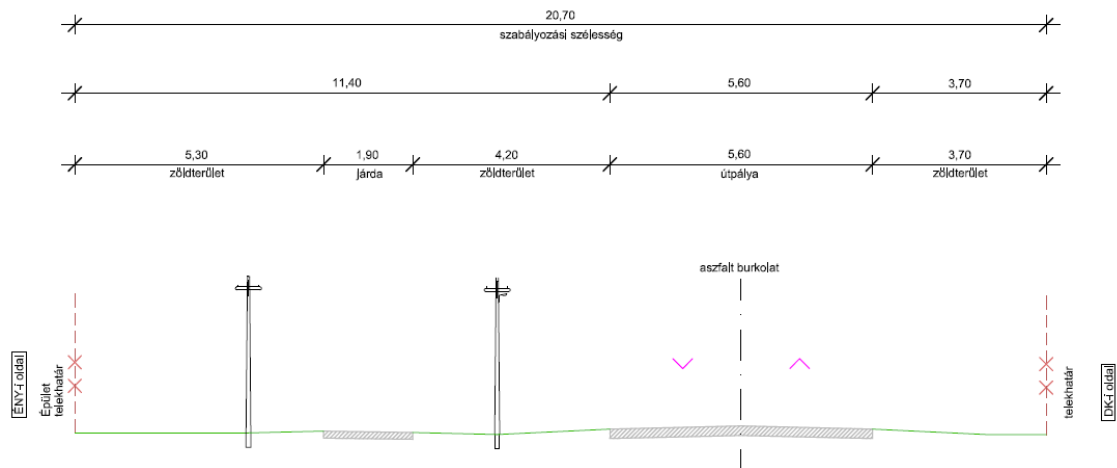 20,70
szabályozási szélesség
11,40
5,60
3,70
5,30
1,90
4,20
5,60
3,70
zöldterület
járda
zöldterület
útpálya
zöldterület
aszfalt burkolat
ÉNY-i oldal
Épület
telekhatár
telekhatár
DK-i oldal